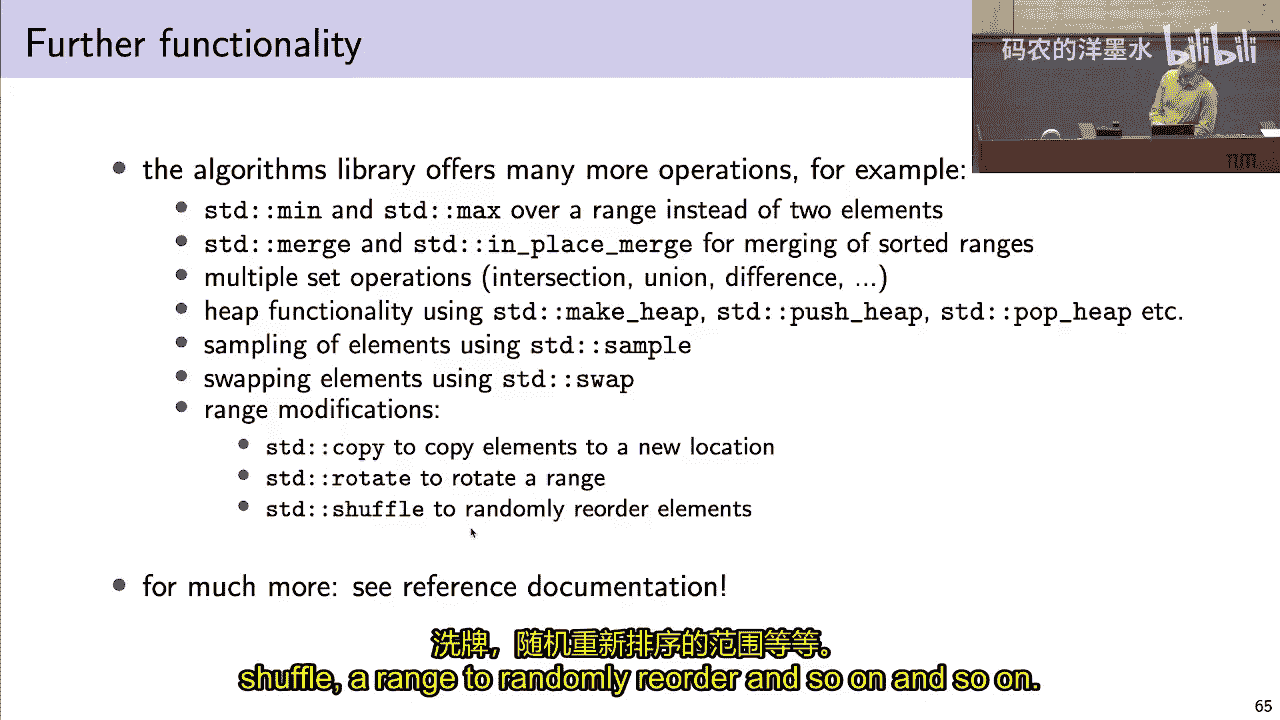 Further functionality
码农的洋墨水 bilibili
• the algorithms library offers many more operations, for example:
• std::min and std::max over a range instead of two elements
• std::merge and std::in_place_merge for merging of sorted ranges
• multiple set operations (intersection, union, difference, ...)
• heap functionality using std::make_heap, std::push_heap, std::pop_heap etc.
• sampling of elements using std::sample
• swapping elements using std::swap
• range modifications:
• std::copy to copy elements to a new location
• std::rotate to rotate a range
• std::shuffle to randomly reorder elements
• for much more: see reference documentation!
洗牌，随机重新排序的范围等等。
shuffle, a range to randomly reorder and so on and so on.
65